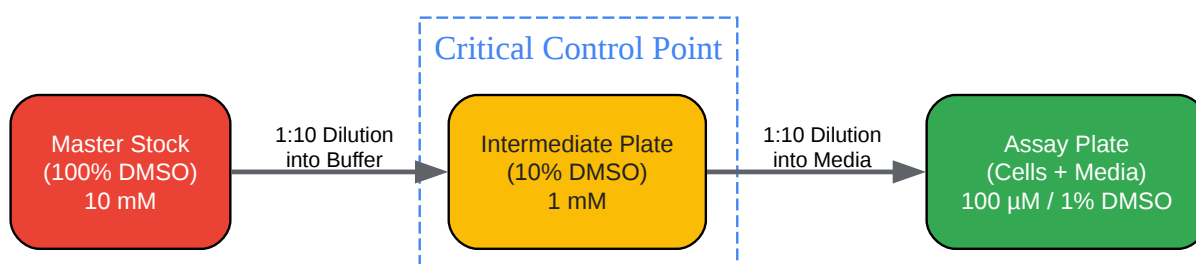 Critical Control Point
Master Stock
(100% DMSO)
10 mM
1:10 Dilution
into Buffer
Intermediate Plate
(10% DMSO)
1 mM
1:10 Dilution
into Media
Assay Plate
(Cells + Media)
100 µM / 1% DMSO